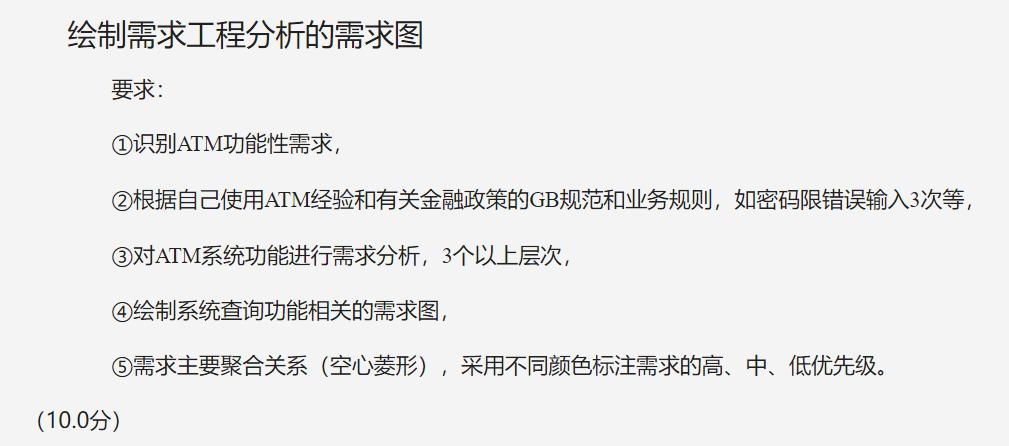 绘制需求工程分析的需求图
要求：
①识别ATM功能性需求，
②根据自己使用ATM经验和有关金融政策的GB规范和业务规则，如密码限错误输入3次等，
③对ATM系统功能进行需求分析，3个以上层次，
④绘制系统查询功能相关的需求图，
⑤需求主要聚合关系（空心菱形），采用不同颜色标注需求的高、中、低优先级。
（10.0分）